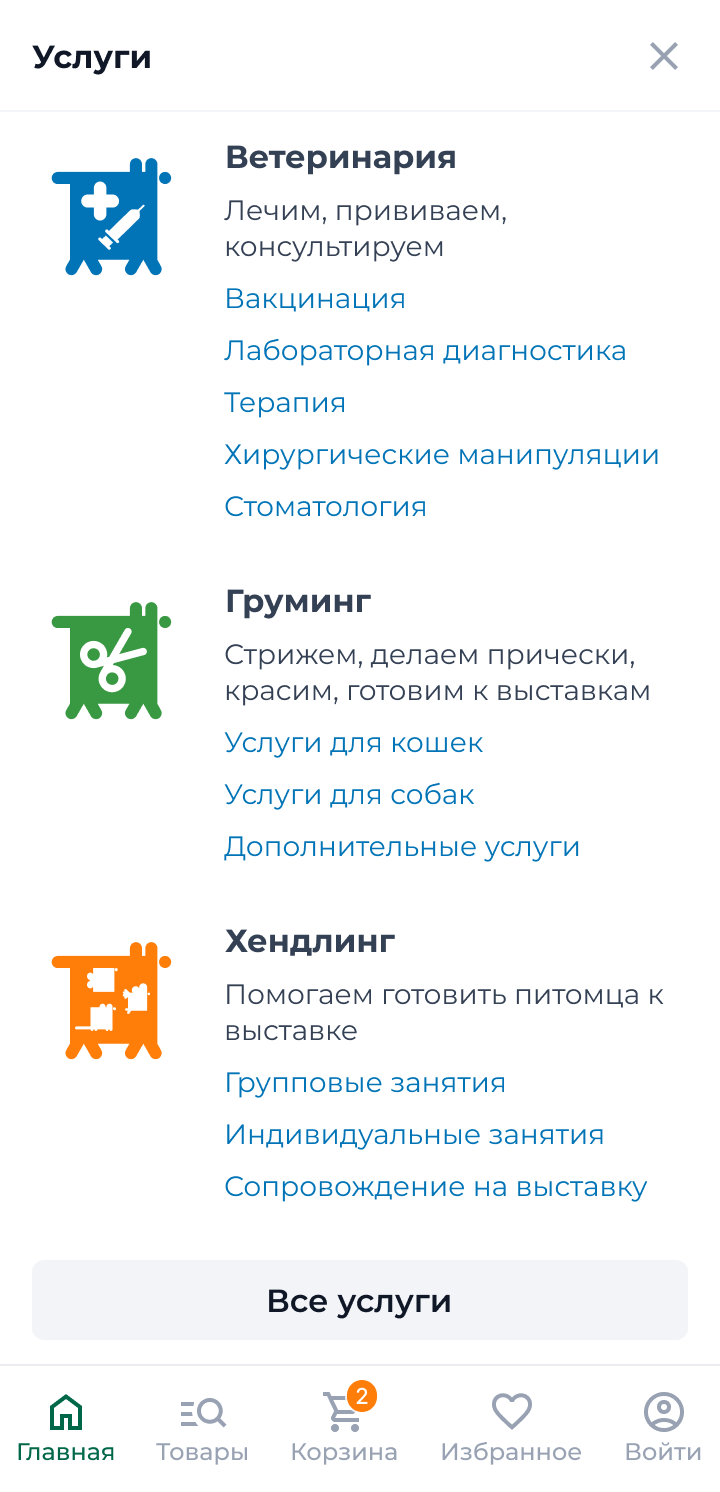 Услуги
Ветеринария
Лечим, прививаем,
консультируем
Вакцинация
Лабораторная диагностика
Терапия
Хирургические манипуляции
Стоматология
Груминг
Стрижем, делаем прически,
красим, готовим к выставкам
Услуги для кошек
Услуги для собак
Дополнительные услуги
Хендлинг
Помогаем готовить питомца к
выставке
Групповые занятия
Индивидуальные занятия
Сопровождение на выставку
Все услуги
2
Главная Товары Корзина Избранное Войти